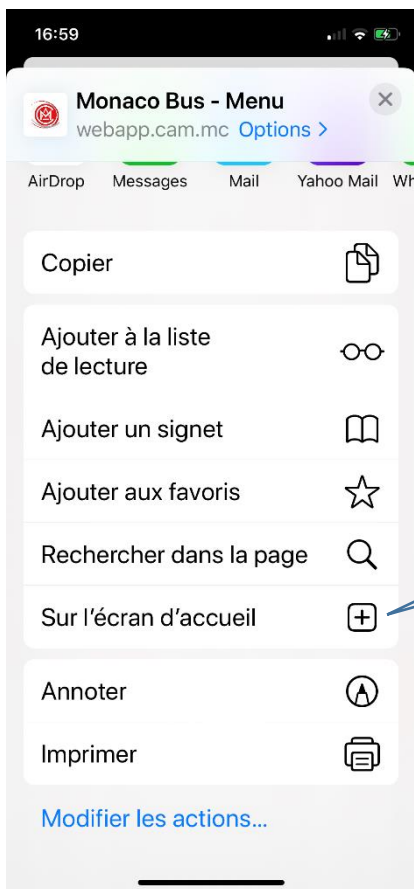 16:59
Monaco Bus - Menu
webapp.cam.mc Options >
AirDrop Messages Mail Yahoo Mail Wh
Copier
Ajouter à la liste
de lecture
Ajouter un signet
Ajouter aux favoris
Rechercher dans la page
Sur l'écran d'accueil
Annoter
Imprimer
Modifier les actions...